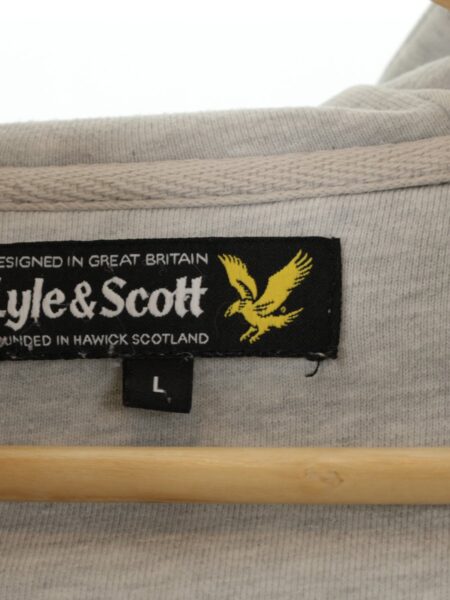 ESIGNED IN GREAT BRITAIN
Lyle & Scott
OUNDED IN HAWICK SCOTLAND
L